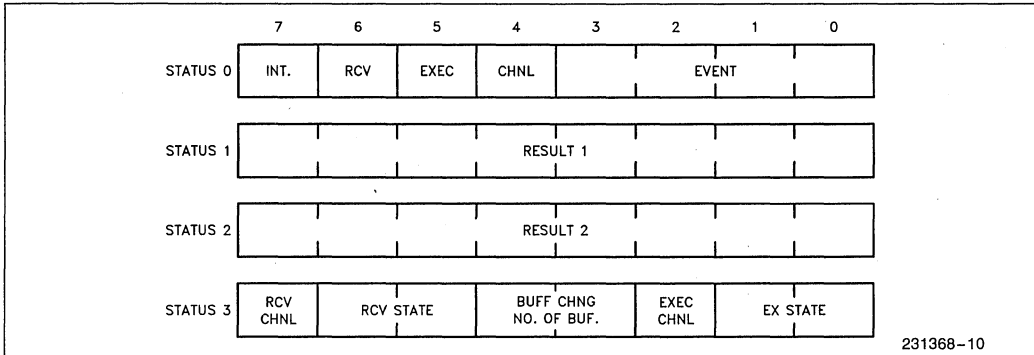 7 6 5 4 3 2 1 0
STATUS 0 INT. RCV EXEC CHNL EVENT
STATUS 1 RESULT 1
STATUS 2 RESULT 2
STATUS 3 RCV CHNL RCV STATE BUFF CHNG NO. OF BUF. EXEC CHNL EX STATE
231368-10